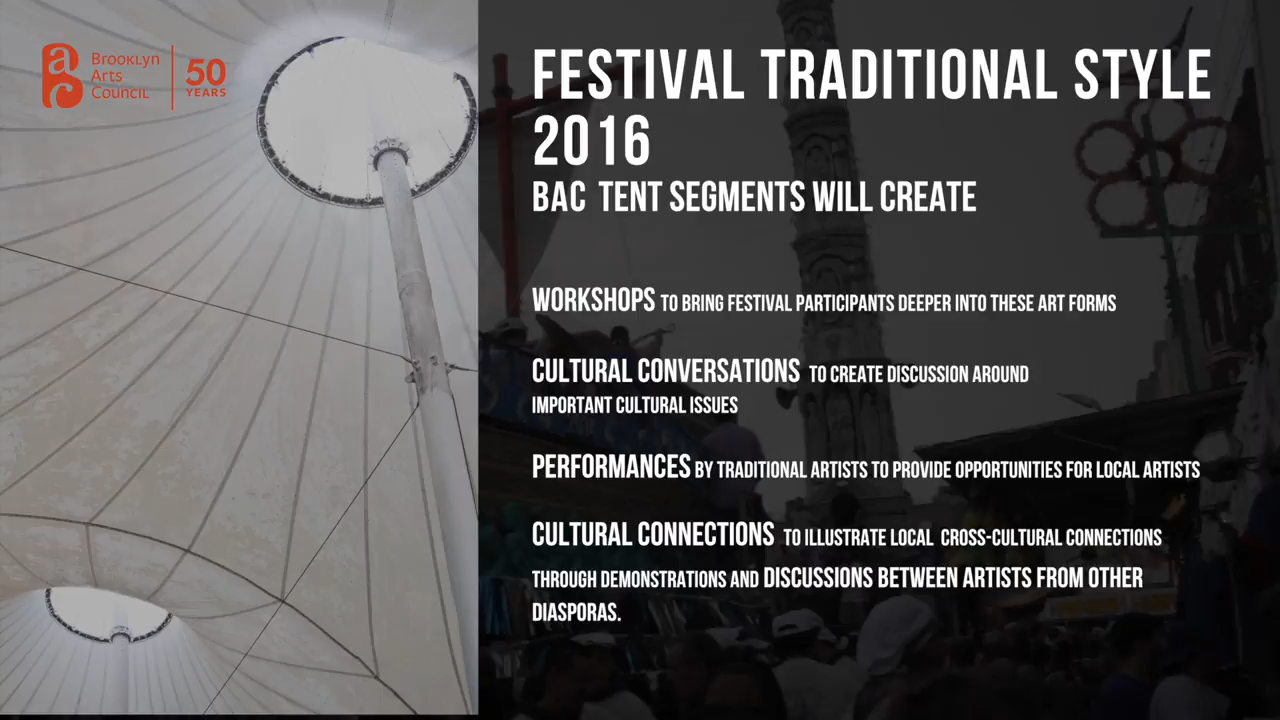 Brooklyn
Arts
Council
50
YEARS
FESTIVAL TRADITIONAL STYLE
2016
BAC TENT SEGMENTS WILL CREATE
WORKSHOPS TO BRING FESTIVAL PARTICIPANTS DEEPER INTO THESE ART FORMS
CULTURAL CONVERSATIONS TO CREATE DISCUSSION AROUND
IMPORTANT CULTURAL ISSUES
PERFORMANCES BY TRADITIONAL ARTISTS TO PROVIDE OPPORTUNITIES FOR LOCAL ARTISTS
CULTURAL CONNECTIONS TO ILLUSTRATE LOCAL CROSS-CULTURAL CONNECTIONS
THROUGH DEMONSTRATIONS AND DISCUSSIONS BETWEEN ARTISTS FROM OTHER
DIASPORAS.